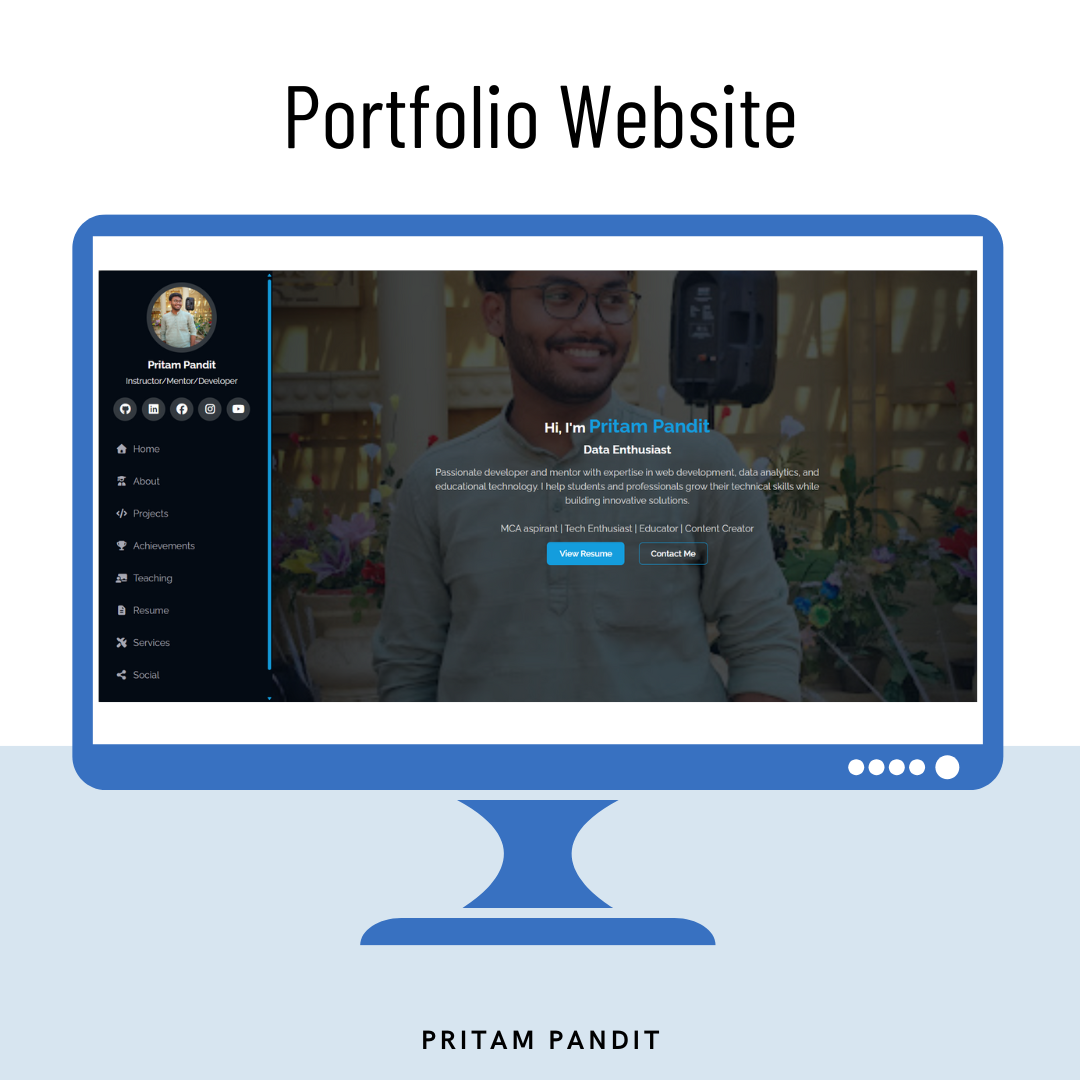 Portfolio Website
Pritam Pandit
Instructor/Mentor/Developer
Home
About
Projects
Achievements
Teaching
Resume
Services
Social
Hi, I'm Pritam Pandit
Data Enthusiast
Passionate developer and mentor with expertise in web development, data analytics, and
educational technology. I help students and professionals grow their technical skills while
building innovative solutions.
MCA aspirant | Tech Enthusiast | Educator | Content Creator
View Resume
Contact Me
PRITAM PANDIT